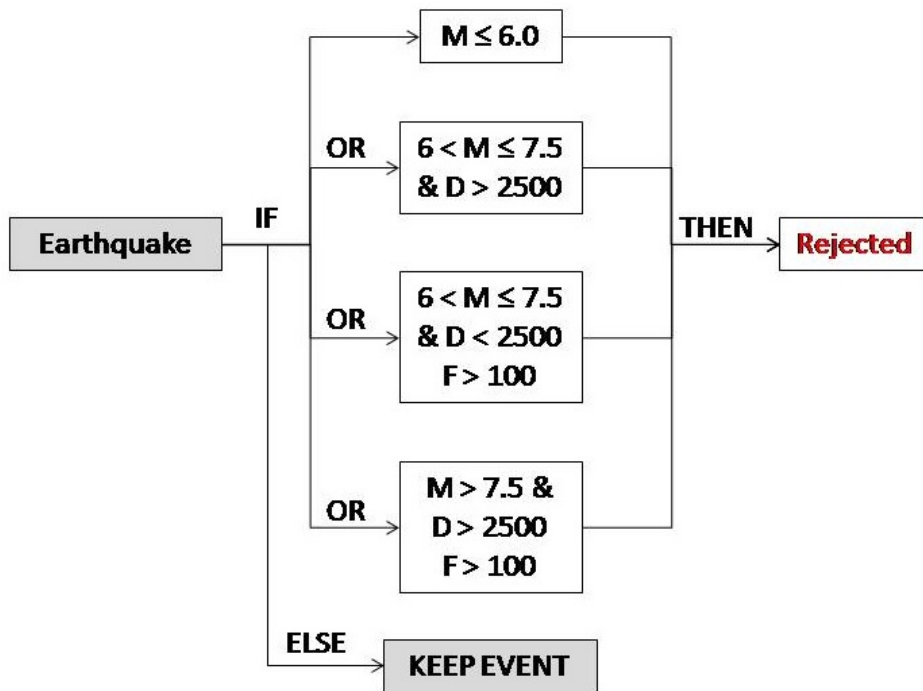 M ≤ 6.0
OR
6 < M ≤ 7.5
& D > 2500
IF
Earthquake
THEN
Rejected
OR
6 < M ≤ 7.5
& D < 2500
F > 100
OR
M > 7.5 &
D > 2500
F > 100
ELSE
KEEP EVENT